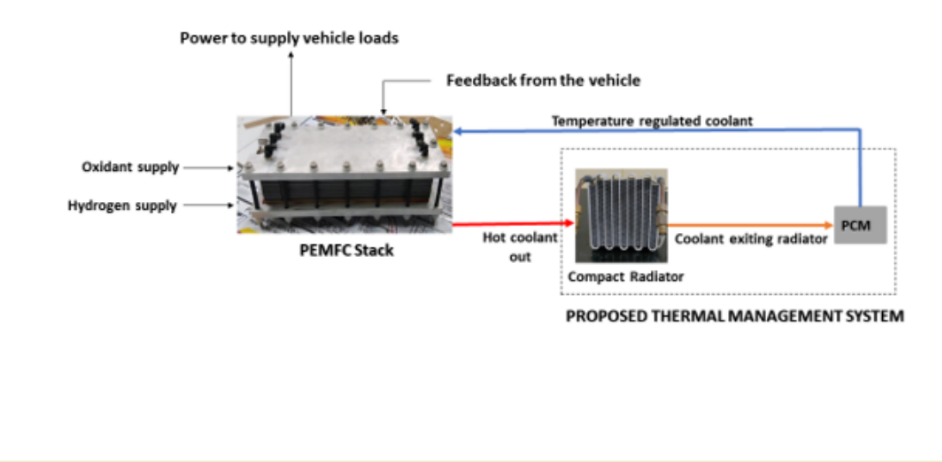 Power to supply vehicle loads
Feedback from the vehicle
Temperature regulated coolant
Oxidant supply
Hydrogen supply
PEMFC Stack
Hot coolant
out
Coolant exiting radiator
PCM
Compact Radiator
PROPOSED THERMAL MANAGEMENT SYSTEM